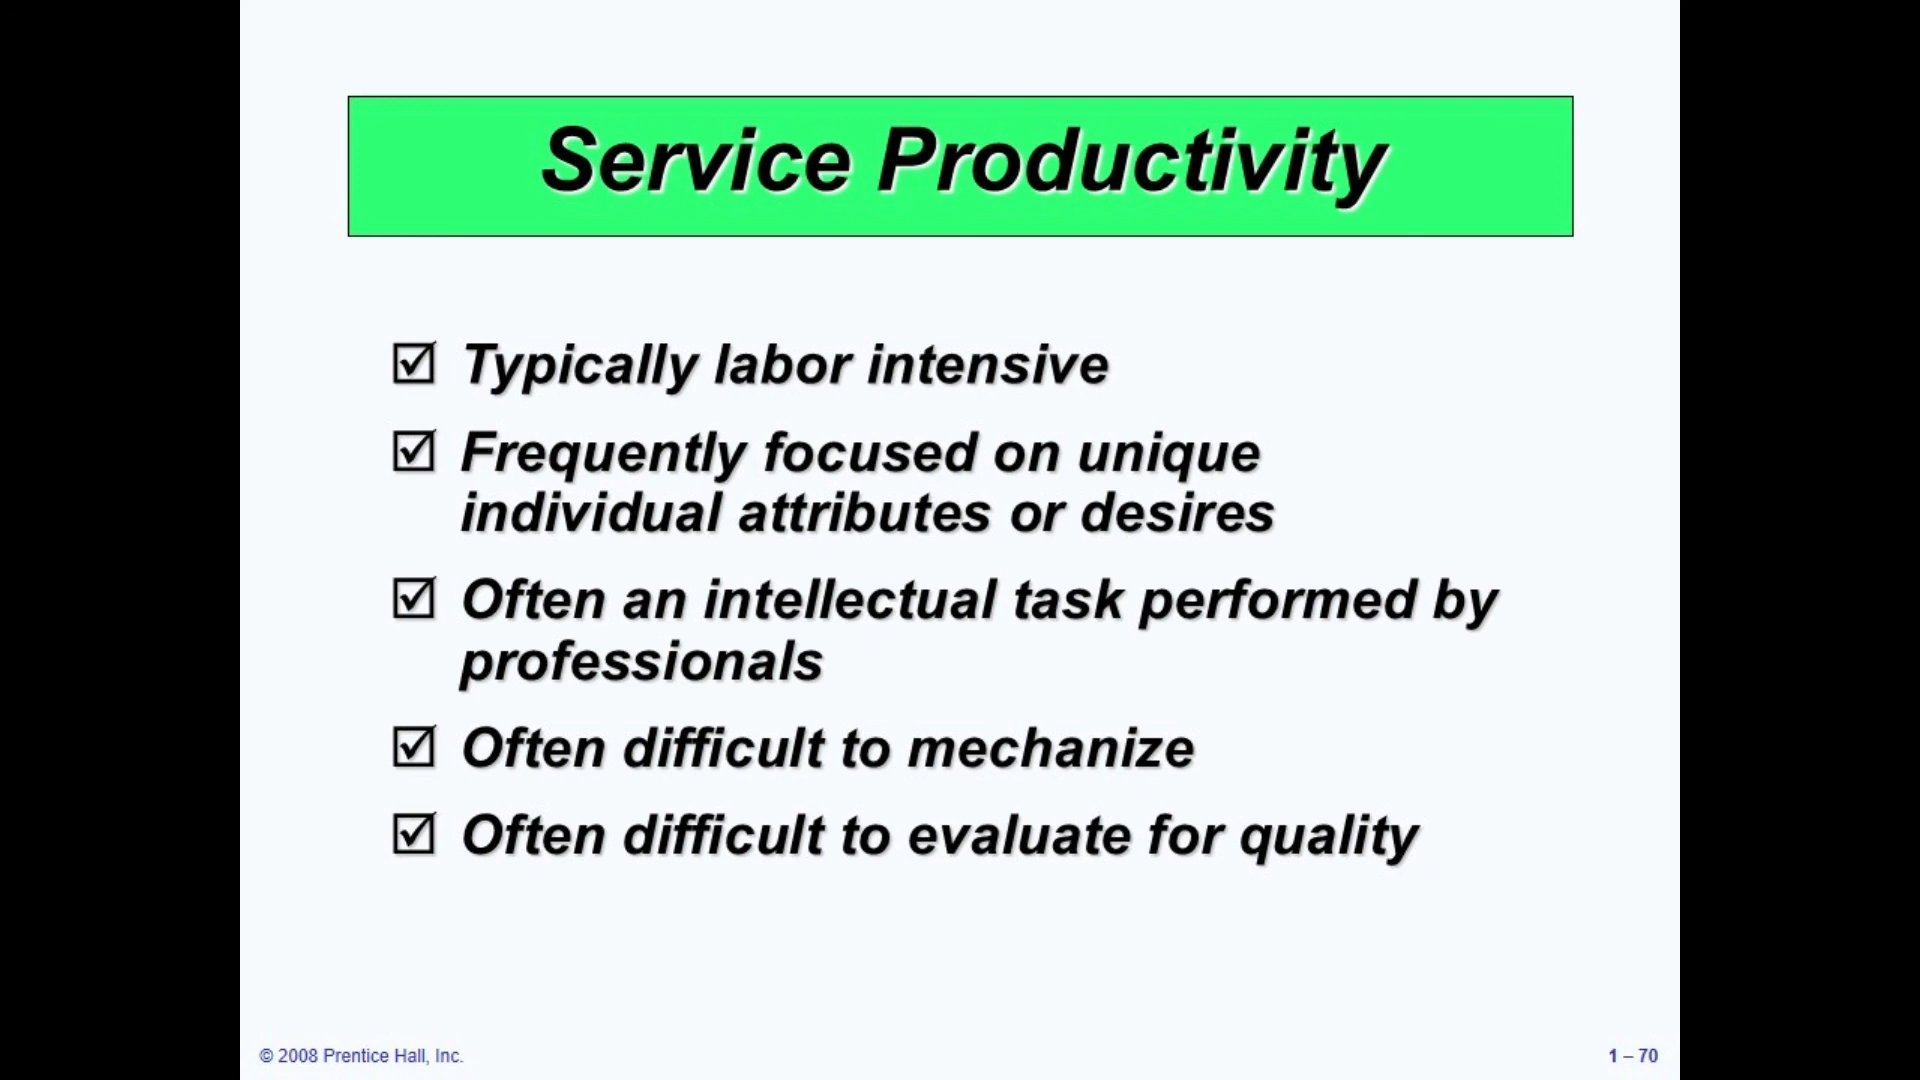 Service Productivity
☑ Typically labor intensive
☑ Frequently focused on unique
individual attributes or desires
☑ Often an intellectual task performed by
professionals
☑ Often difficult to mechanize
☑ Often difficult to evaluate for quality
© 2008 Prentice Hall, Inc.
1 – 70